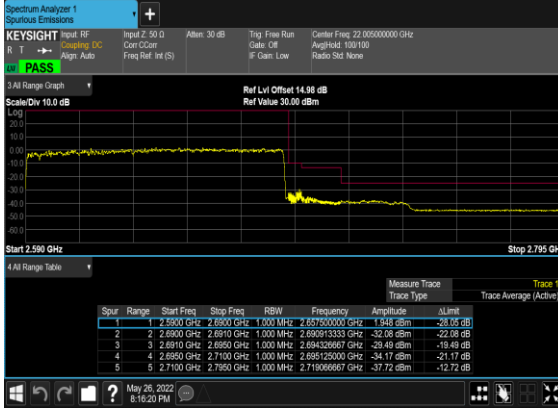 Spectrum Analyzer 1
Spurious Emissions
+
KEYSIGHT Input: RF Input Z: 50 Ω Atten: 30 dB Trig: Free Run Center Freq: 22.005000000 GHz
R T Coupling: DC Corr CCorr Gate: Off Avg|Hold: 100/100
Align: Auto Freq Ref: Int (S) IF Gain: Low Radio Std: None
LNI PASS
3 All Range Graph
Ref Lvl Offset 14.98 dB
Scale/Div 10.0 dB Ref Value 30.00 dBm
Log
20.0
10.0
0.00
-10.0
-20.0
-30.0
-40.0
-50.0
-60.0
Start 2.590 GHz Stop 2.795 GH
4 All Range Table
Measure Trace Trace 1
Trace Type Trace Average (Active)
Spur Range Start Freq Stop Freq RBW Frequency Amplitude ΔLimit
1 1 2.5900 GHz 2.6900 GHz 1.000 MHz 2.657500000 GHz 1.948 dBm -28.05 dB
2 2 2.6900 GHz 2.6910 GHz 1.000 MHz 2.690913333 GHz -32.08 dBm -22.08 dB
3 3 2.6910 GHz 2.6950 GHz 1.000 MHz 2.694326667 GHz -29.49 dBm -19.49 dB
4 4 2.6950 GHz 2.7100 GHz 1.000 MHz 2.695125000 GHz -34.17 dBm -21.17 dB
5 5 2.7100 GHz 2.7950 GHz 1.000 MHz 2.719066667 GHz -37.72 dBm -12.72 dB
?
May 26, 2022
8:16:20 PM